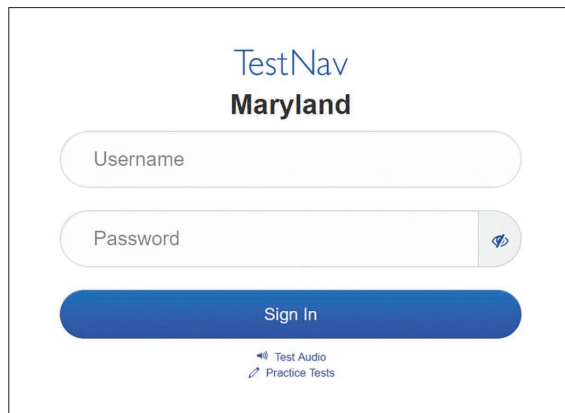 TestNav
Maryland
Username
Password
Sign In
Test Audio
Practice Tests